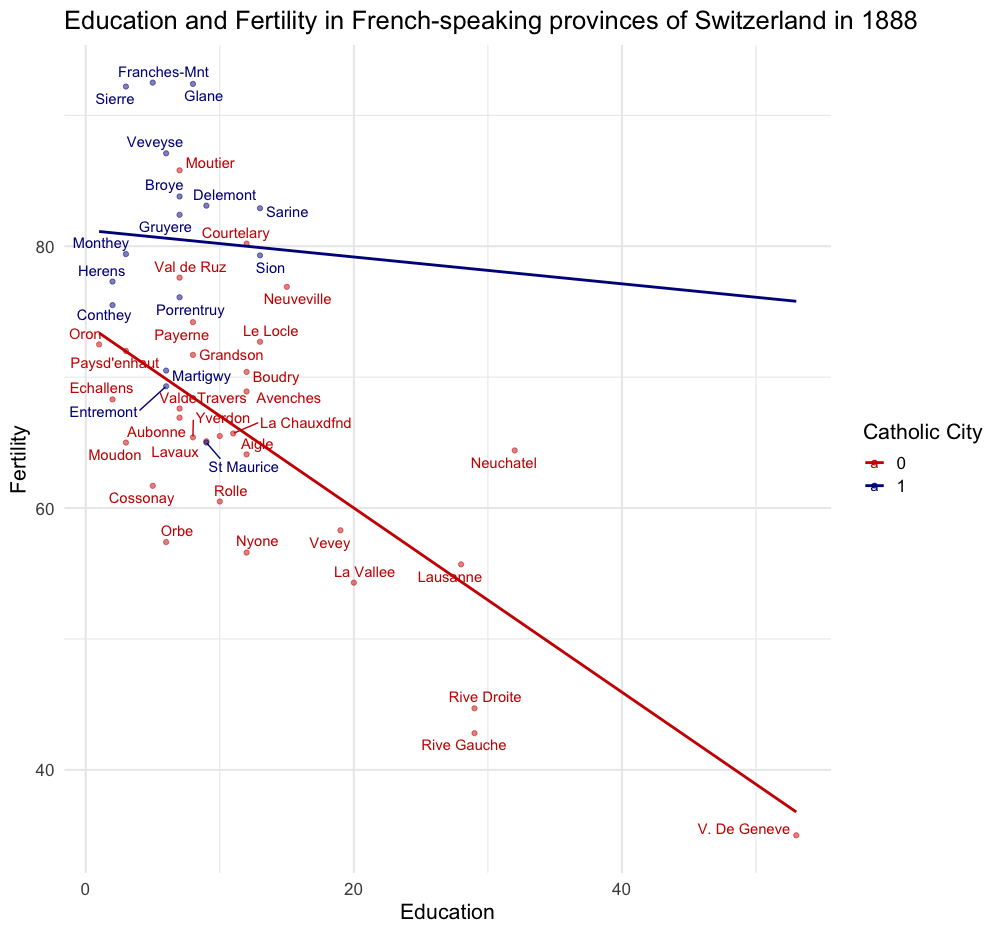 Education and Fertility in French-speaking provinces of Switzerland in 1888
Franches-Mnt
Sierre
Glane
Veveyse
Moutier
Broye
Delemont
Sarine
Gruyere
Courtelary
Monthey
80
Herens
Val de Ruz
Sion
Neuveville
Conthey
Porrentruy
Oron
Payerne
Le Locle
Paysd'enhaut
Grandson
Martigwy
Boudry
Echallens
ValdeTravers
Avenches
Entremont
Yverdon
La Chauxdfnd
Aubonne
Aigle
Moudon
Lavaux
St Maurice
Neuchatel
Cossonay
Rolle
60
Orbe
Nyone
Vevey
La Vallee
Lausanne
Rive Droite
Rive Gauche
40
V. De Geneve
0
20
40
Education
Fertility
Catholic City
a 0
a 1